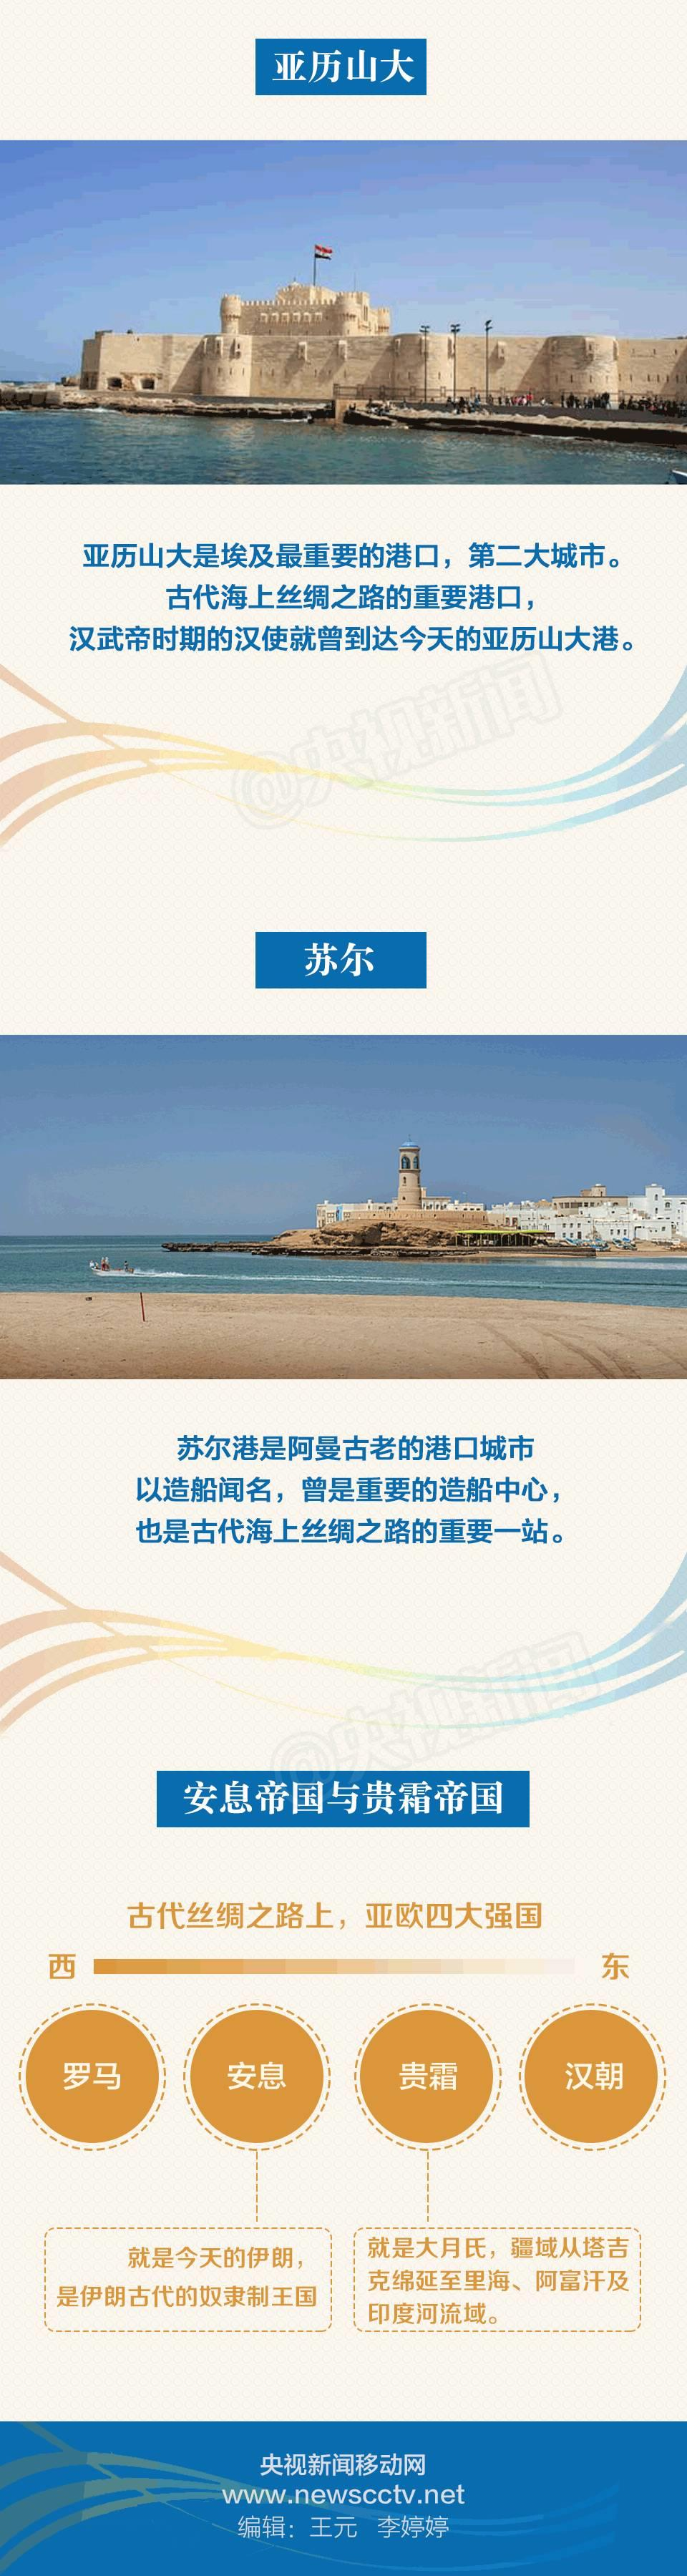 亚历山大
亚历山大是埃及最重要的港口，第二大城市。
古代海上丝绸之路的重要港口，
汉武帝时期的汉使就曾到达今天的亚历山大港。
@央视新闻
苏尔
苏尔港是阿曼古老的港口城市
以造船闻名，曾是重要的造船中心，
也是古代海上丝绸之路的重要一站。
@央视新闻
安息帝国与贵霜帝国
古代丝绸之路上，亚欧四大强国
西 东
罗马 安息 贵霜 汉朝
就是今天的伊朗，
是伊朗古代的奴隶制王国
就是大月氏，疆域从塔吉
克绵延至里海、阿富汗及
印度河流域。
央视新闻移动网
www.newscctv.net
编辑：王元 李婷婷